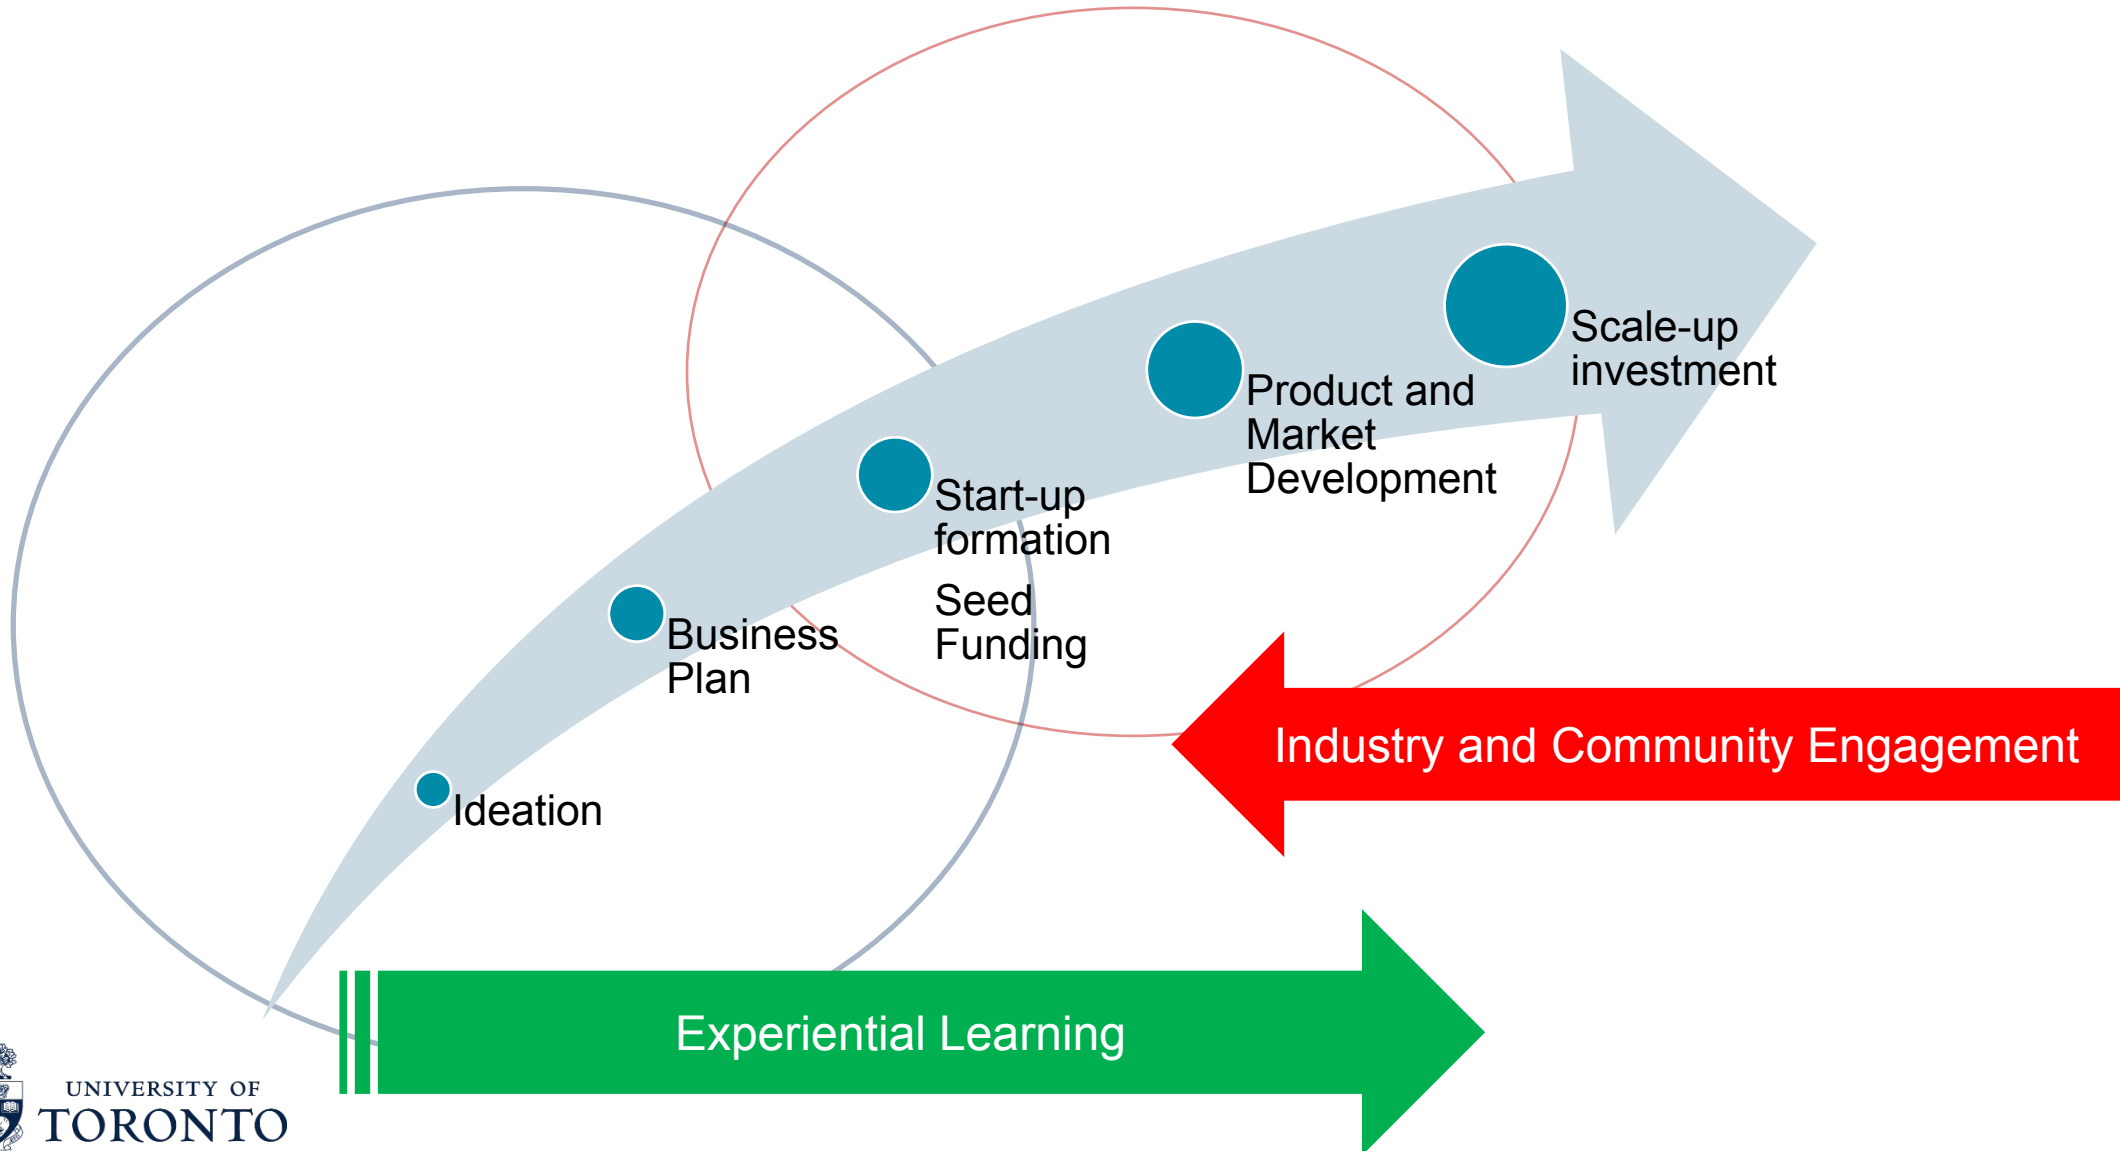 Scale-up
investment
Product and
Market
Development
Start-up
formation
Seed
Funding
Business
Plan
Ideation
Industry and Community Engagement
Experiential Learning
UNIVERSITY OF
TORONTO